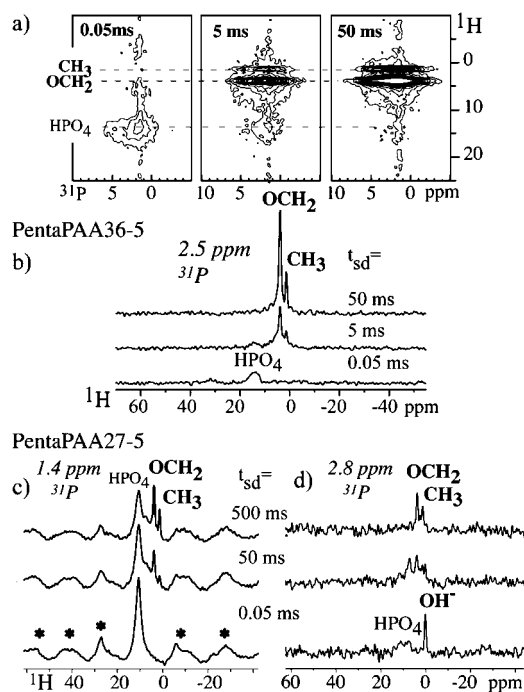 a)
0.05ms
5 ms
50 ms
¹H
CH₃
OCH₂
HPO₄
0
10
20
³¹P
5
0
10
5
0
10
5
0
ppm
PentaPAA36-5
b)
2.5 ppm
³¹P
OCH₂
CH₃
t_sd=
50 ms
5 ms
HPO₄
0.05 ms
¹H
60
40
20
0
-20
-40
ppm
PentaPAA27-5
c)
1.4 ppm
³¹P
HPO₄
OCH₂
CH₃
t_sd=
500 ms
50 ms
0.05 ms
* * * * *
¹H
60
40
20
0
-20
d)
2.8 ppm
³¹P
OCH₂
CH₃
OH⁻
HPO₄
60
40
20
0
-20
ppm